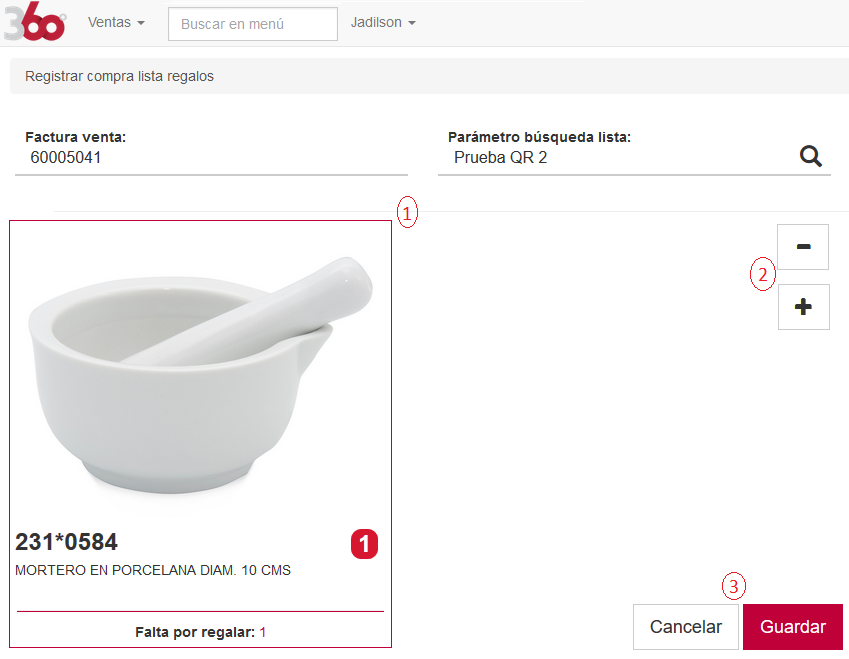 360°
Ventas
Buscar en menú
Jadilson
Registrar compra lista regalos
Factura venta:
60005041
Parámetro búsqueda lista:
Prueba QR 2
1
2
231*0584
1
MORTERO EN PORCELANA DIAM. 10 CMS
Falta por regalar: 1
3
Cancelar
Guardar